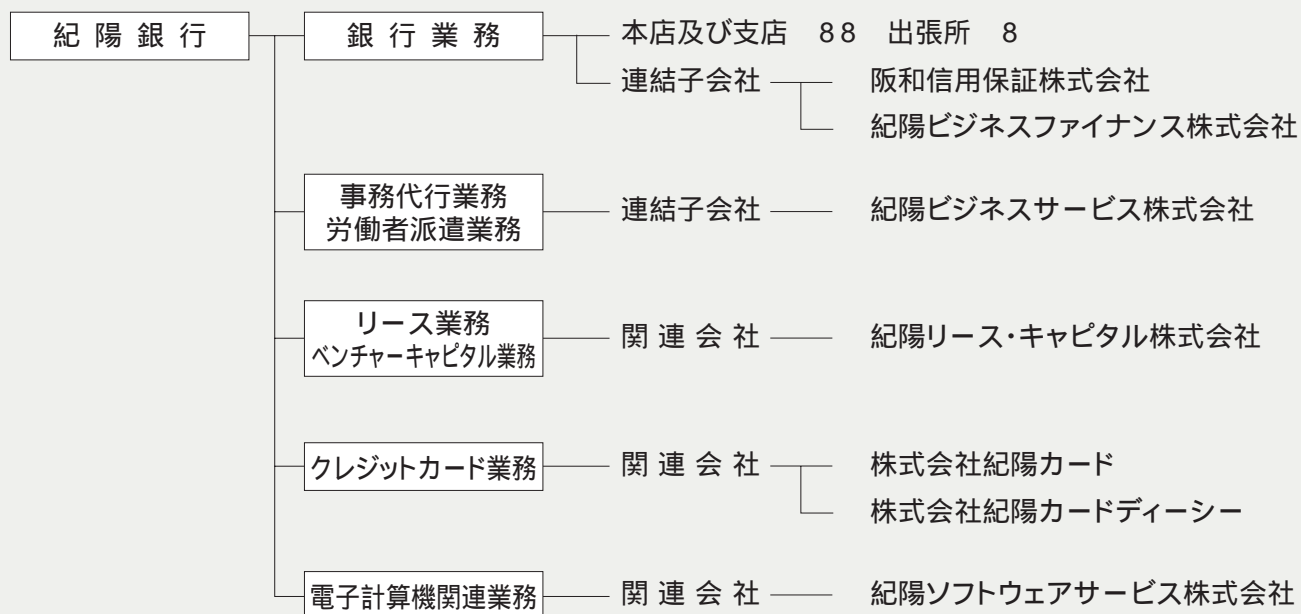 紀陽銀行 銀行業務 本店及び支店 88 出張所 8
連結子会社 阪和信用保証株式会社
紀陽ビジネスファイナンス株式会社
事務代行業務
労働者派遣業務
連結子会社 紀陽ビジネスサービス株式会社
リース業務
ベンチャーキャピタル業務
関連会社 紀陽リース・キャピタル株式会社
クレジットカード業務 関連会社 株式会社紀陽カード
株式会社紀陽カードディーシー
電子計算機関連業務 関連会社 紀陽ソフトウェアサービス株式会社